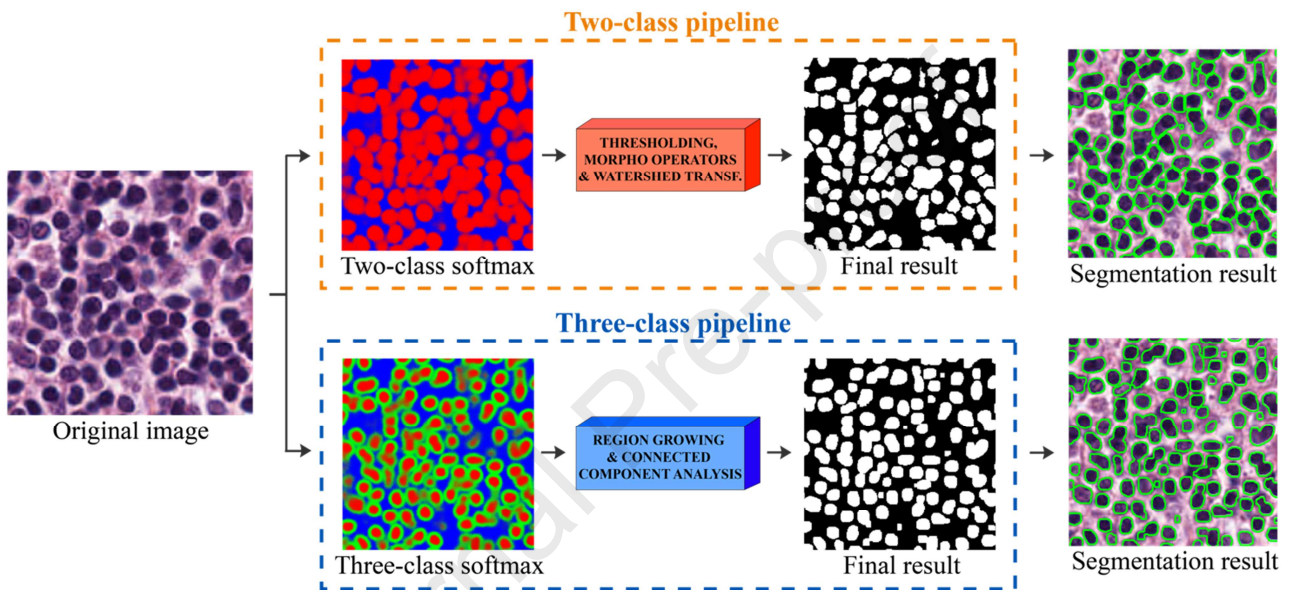 Two-class pipeline
THRESHOLDING,
MORPHO OPERATORS
& WATERSHED TRANSF.
Two-class softmax
Final result
Segmentation result
Original image
Three-class pipeline
REGION GROWING
& CONNECTED
COMPONENT ANALYSIS
Three-class softmax
Final result
Segmentation result